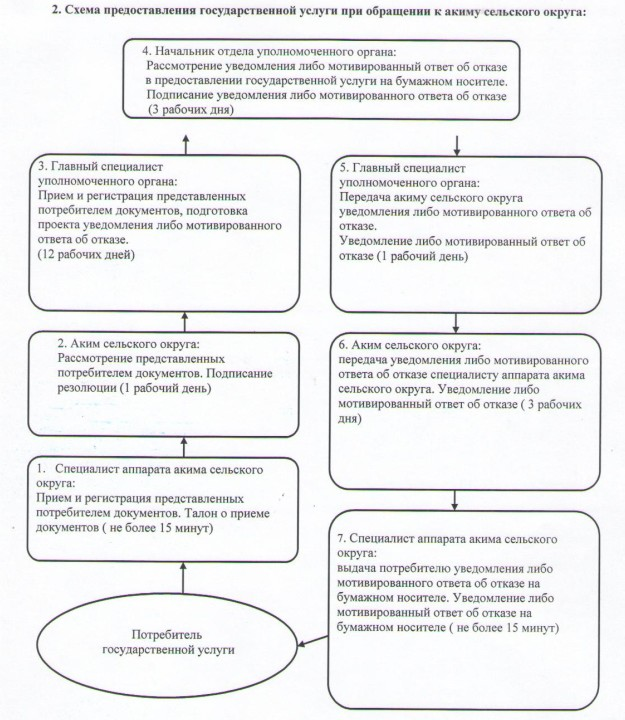 2. Схема предоставления государственной услуги при обращении к акиму сельского округа:
4. Начальник отдела уполномоченного органа:
Рассмотрение уведомления либо мотивированный ответ об отказе
в предоставлении государственной услуги на бумажном носителе.
Подписание уведомления либо мотивированного ответа об отказе
(3 рабочих дня)
3. Главный специалист
уполномоченного органа:
Прием и регистрация представленных
потребителем документов, подготовка
проекта уведомления либо мотивированного
ответа об отказе.
(12 рабочих дней)
5. Главный специалист
уполномоченного органа:
Передача акиму сельского округа
уведомления либо мотивированного ответа об
отказе.
Уведомление либо мотивированный ответ об
отказе (1 рабочий день)
2. Аким сельского округа:
Рассмотрение представленных
потребителем документов. Подписание
резолюции (1 рабочий день)
6. Аким сельского округа:
передача уведомления либо мотивированного
ответа об отказе специалисту аппарата акима
сельского округа. Уведомление либо
мотивированный ответ об отказе ( 3 рабочих
дня)
1. Специалист аппарата акима сельского
округа:
Прием и регистрация представленных
потребителем документов. Талон о приеме
документов ( не более 15 минут)
7. Специалист аппарата акима сельского
округа:
выдача потребителю уведомления либо
мотивированного ответа об отказе на
бумажном носителе. Уведомление либо
мотивированный ответ об отказе на
бумажном носителе ( не более 15 минут)
Потребитель
государственной услуги